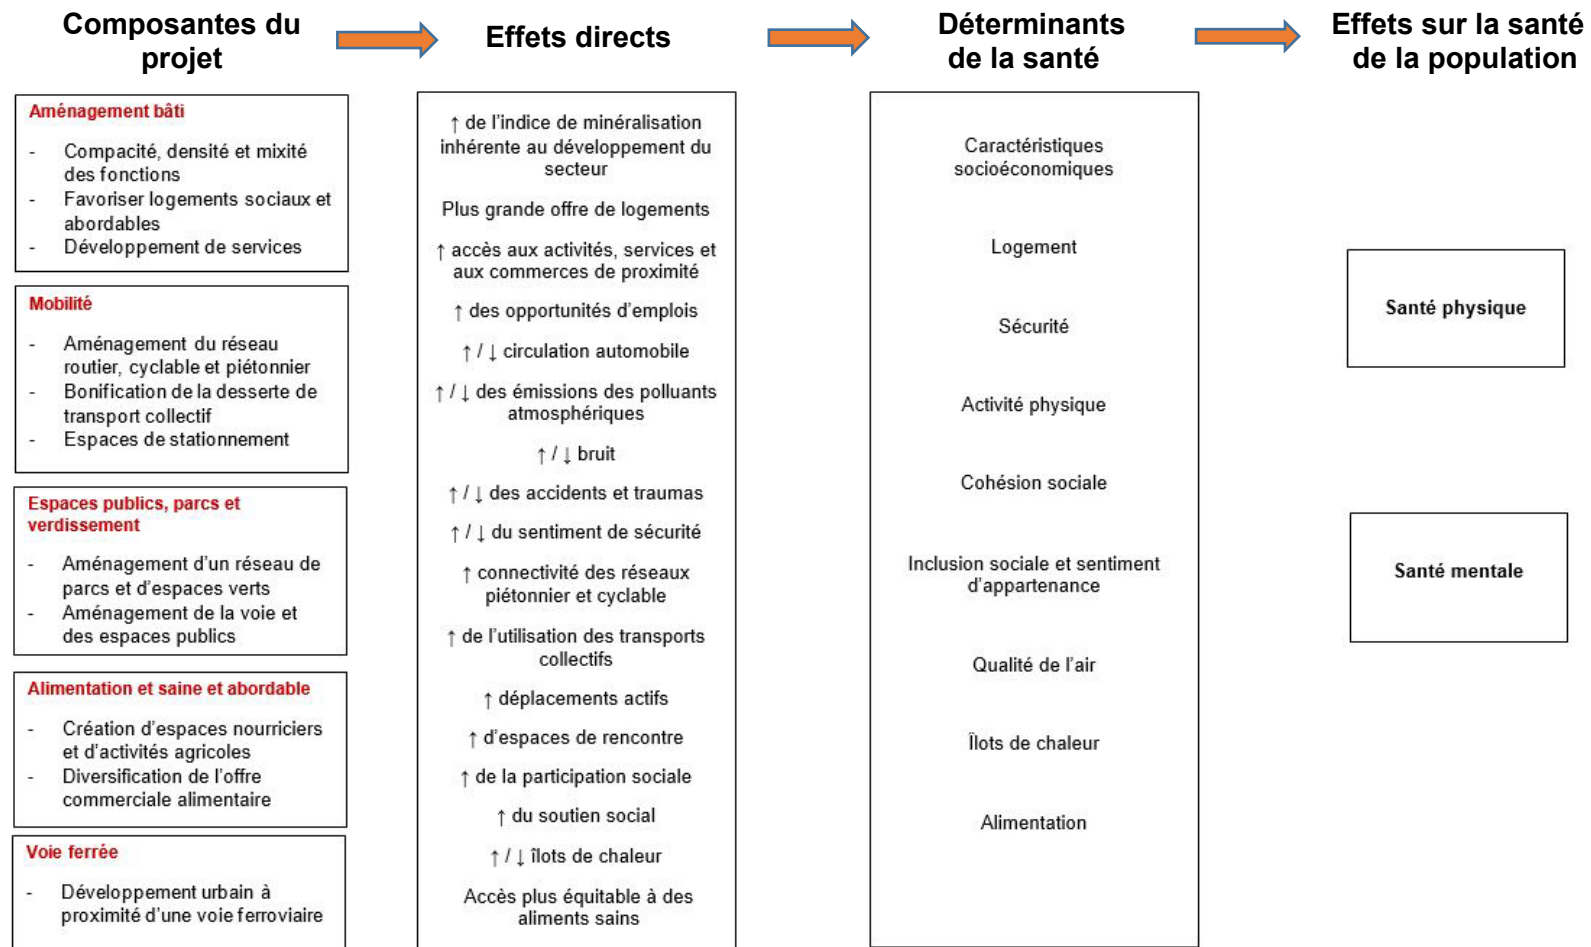 Composantes du
projet
Effets directs
Déterminants
de la santé
Effets sur la santé
de la population
Aménagement bâti
- Compacité, densité et mixité
des fonctions
- Favoriser logements sociaux et
abordables
- Développement de services
Mobilité
- Aménagement du réseau
routier, cyclable et piétonnier
- Bonification de la desserte de
transport collectif
- Espaces de stationnement
Espaces publics, parcs et
verdissement
- Aménagement d'un réseau de
parcs et d'espaces verts
- Aménagement de la voie et
des espaces publics
Alimentation et saine et abordable
- Création d'espaces nourriciers
et d'activités agricoles
- Diversification de l'offre
commerciale alimentaire
Voie ferrée
- Développement urbain à
proximité d'une voie ferroviaire
↑ de l'indice de minéralisation
inhérente au développement du
secteur
Plus grande offre de logements
↑ accès aux activités, services et
aux commerces de proximité
↑ des opportunités d'emplois
↑ / ↓ circulation automobile
↑ / ↓ des émissions des polluants
atmosphériques
↑ / ↓ bruit
↑ / ↓ des accidents et traumas
↑ / ↓ du sentiment de sécurité
↑ connectivité des réseaux
piétonnier et cyclable
↑ de l'utilisation des transports
collectifs
↑ déplacements actifs
↑ d'espaces de rencontre
↑ de la participation sociale
↑ du soutien social
↑ / ↓ îlots de chaleur
Accès plus équitable à des
aliments sains
Caractéristiques
socioéconomiques
Logement
Sécurité
Activité physique
Cohésion sociale
Inclusion sociale et sentiment
d'appartenance
Qualité de l'air
Îlots de chaleur
Alimentation
Santé physique
Santé mentale